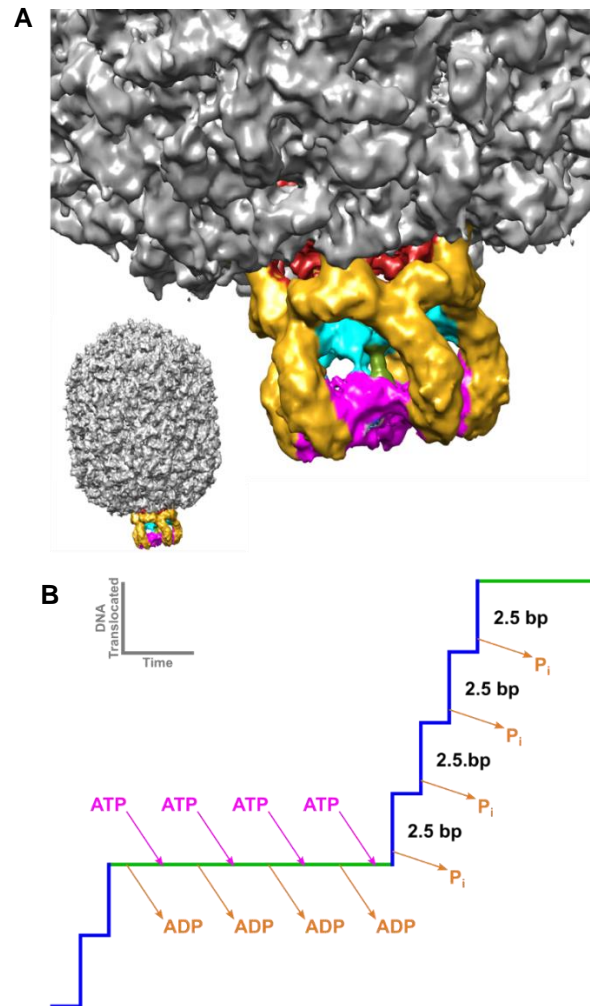 A
B
DNA
Translocated
Time
2.5 bp
Pi
2.5 bp
Pi
2.5.bp
Pi
2.5 bp
Pi
ATP ATP ATP ATP
ADP ADP ADP ADP